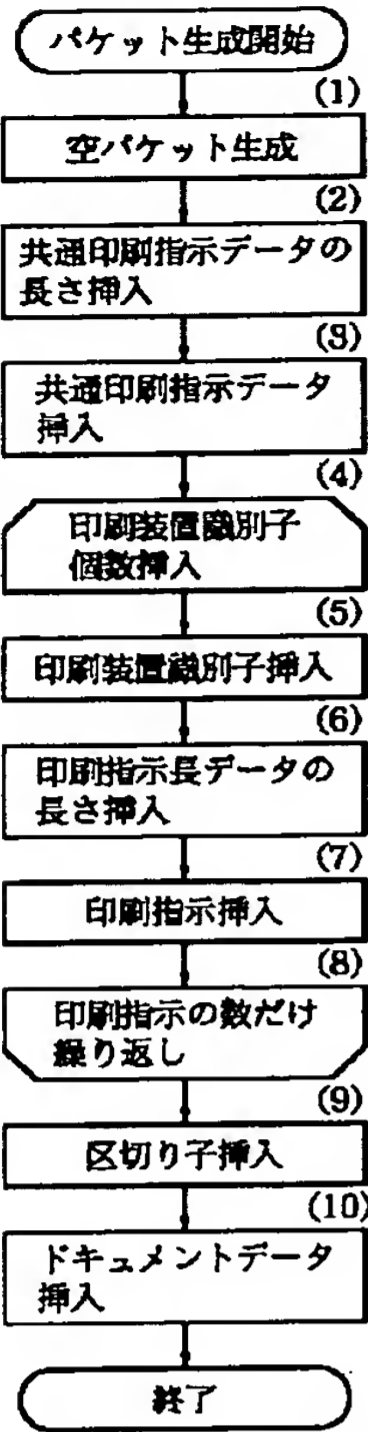 パケット生成開始
(1)
空パケット生成
(2)
共通印刷指示データの
長さ挿入
(3)
共通印刷指示データ
挿入
(4)
印刷装置識別子
個数挿入
(5)
印刷装置識別子挿入
(6)
印刷指示長データの
長さ挿入
(7)
印刷指示挿入
(8)
印刷指示の数だけ
繰り返し
(9)
区切り子挿入
(10)
ドキュメントデータ
挿入
終了